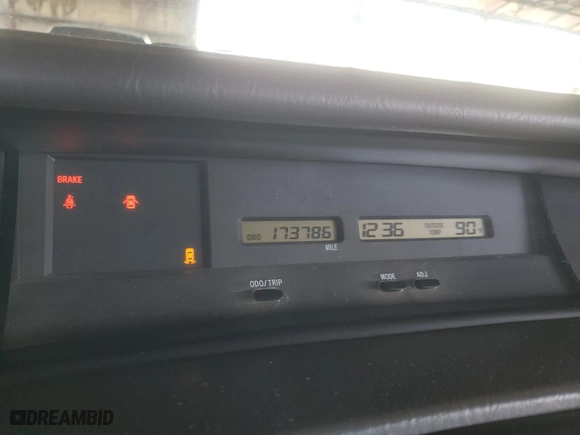 BRAKE
ODO 173786
MILE
12 36 OUTSIDE TEMP 90 °F
ODO/TRIP
MODE ADJ
DREAMBID